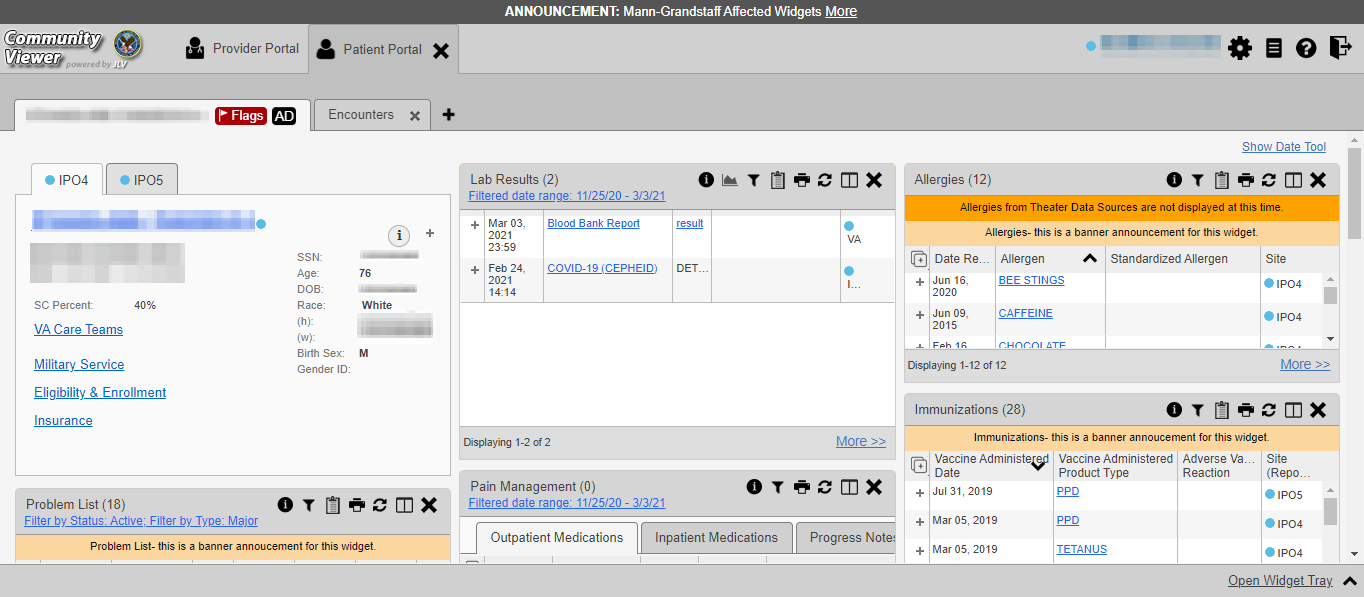 ANNOUNCEMENT: Mann-Grandstaff Affected Widgets More
Community
Viewer
powered by JLV
Provider Portal
Patient Portal
Flags
AD
Encounters
Show Date Tool
IPO4
IPO5
SSN:
Age: 76
DOB:
Race: White
(h):
(w):
Birth Sex: M
Gender ID:
SC Percent: 40%
VA Care Teams
Military Service
Eligibility & Enrollment
Insurance
Problem List (18)
Filter by Status: Active; Filter by Type: Major
Problem List- this is a banner annoucement for this widget.
Lab Results (2)
Filtered date range: 11/25/20 - 3/3/21
Mar 03, 2021 23:59 Blood Bank Report result VA
Feb 24, 2021 14:14 COVID-19 (CEPHEID) DET... I...
Displaying 1-2 of 2
More >>
Pain Management (0)
Filtered date range: 11/25/20 - 3/3/21
Outpatient Medications
Inpatient Medications
Progress Notes
Allergies (12)
Allergies from Theater Data Sources are not displayed at this time.
Allergies- this is a banner announcement for this widget.
Date Re... Allergen Standardized Allergen Site
Jun 16, 2020 BEE STINGS IPO4
Jun 09, 2015 CAFFEINE IPO4
Feb 16 CHOCOLATE IPO4
Displaying 1-12 of 12
More >>
Immunizations (28)
Immunizations- this is a banner annoucement for this widget.
Vaccine Administered Date Vaccine Administered Product Type Adverse Va... Reaction Site (Repo...
Jul 31, 2019 PPD IPO5
Mar 05, 2019 PPD IPO4
Mar 05, 2019 TETANUS IPO4
Open Widget Tray